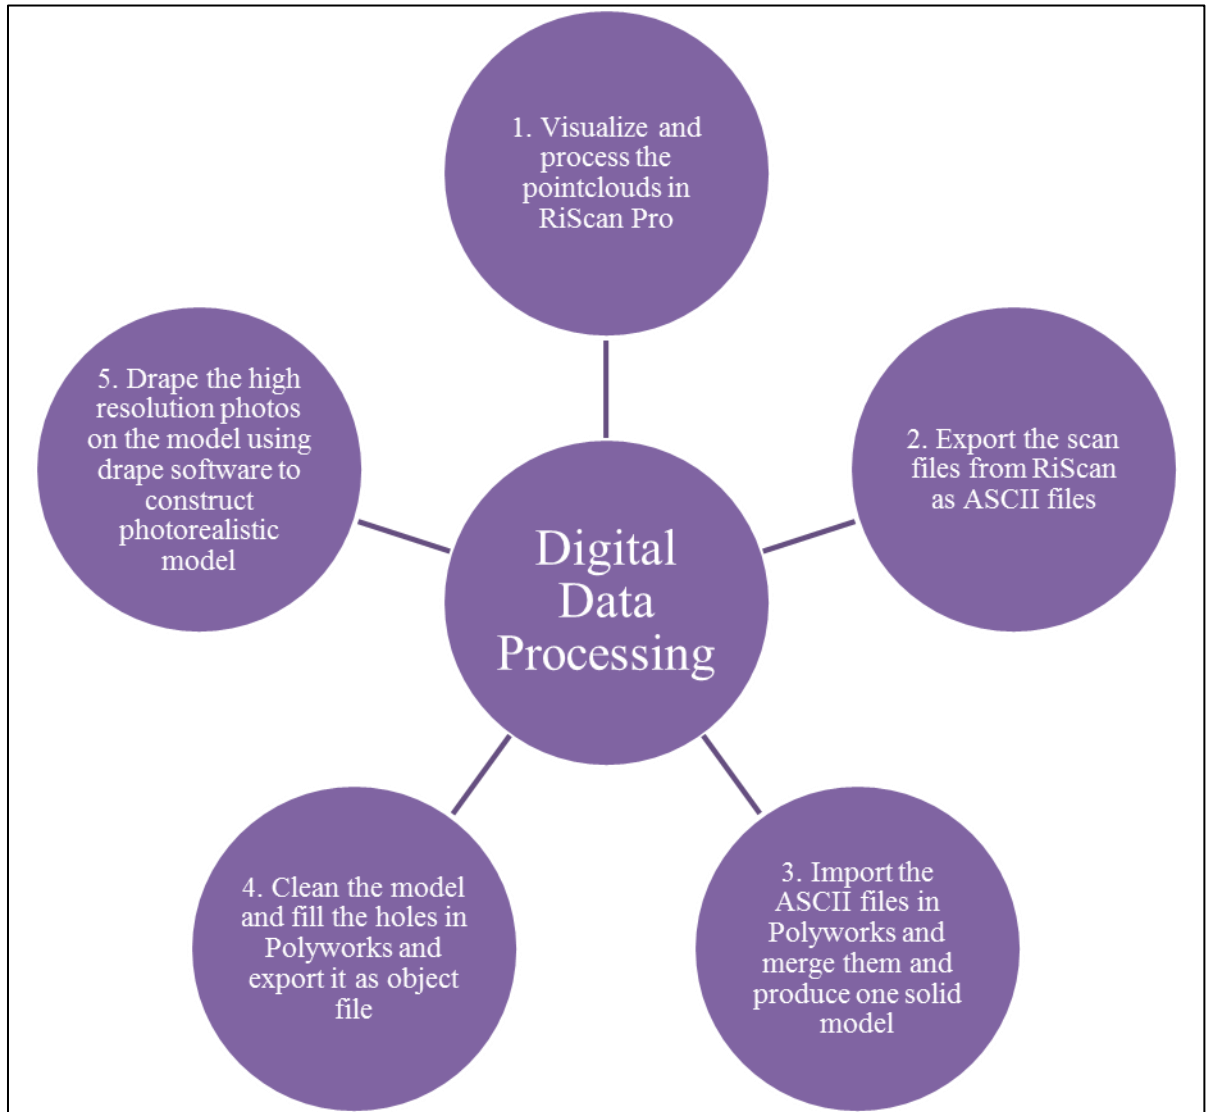 1. Visualize and
process the
pointclouds in
RiScan Pro
2. Export the scan
files from RiScan
as ASCII files
3. Import the
ASCII files in
Polyworks and
merge them and
produce one solid
model
4. Clean the model
and fill the holes in
Polyworks and
export it as object
file
5. Drape the high
resolution photos
on the model using
drape software to
construct
photorealistic
model
Digital
Data
Processing